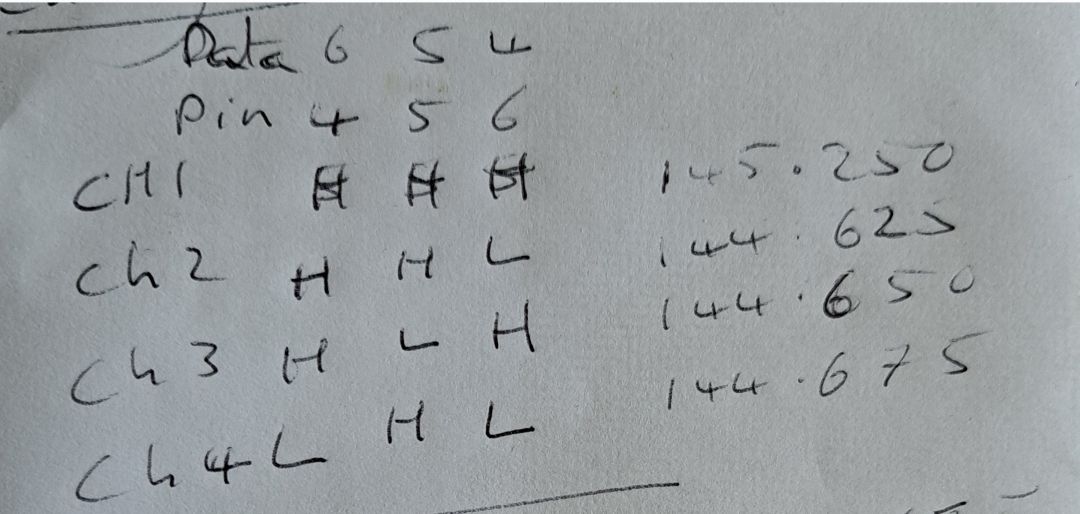 Data 6 5 4
Pin 4 5 6
CH1 H H H 145.250
Ch2 H H L 144.625
Ch3 H L H 144.650
Ch4 L H L 144.675